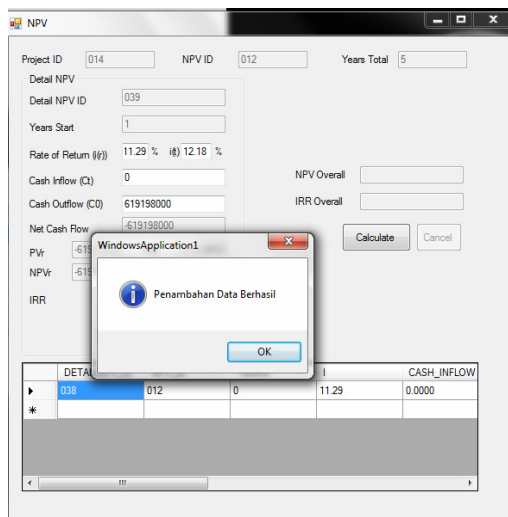 NPV
Project ID 014 NPV ID 012 Years Total 5
Detail NPV
Detail NPV ID 039
Years Start 1
Rate of Return (i(r)) 11.29 % 12.18 %
Cash Inflow (Ct) 0
NPV Overall
Cash Outflow (C0) 619198000
IRR Overall
Net Cash Flow -619198000
Calculate Cancel
WindowsApplication1
PVr
NPVr
Penambahan Data Berhasil
IRR
OK
I CASH_INFLOW
038 012 0 11.29 0.0000